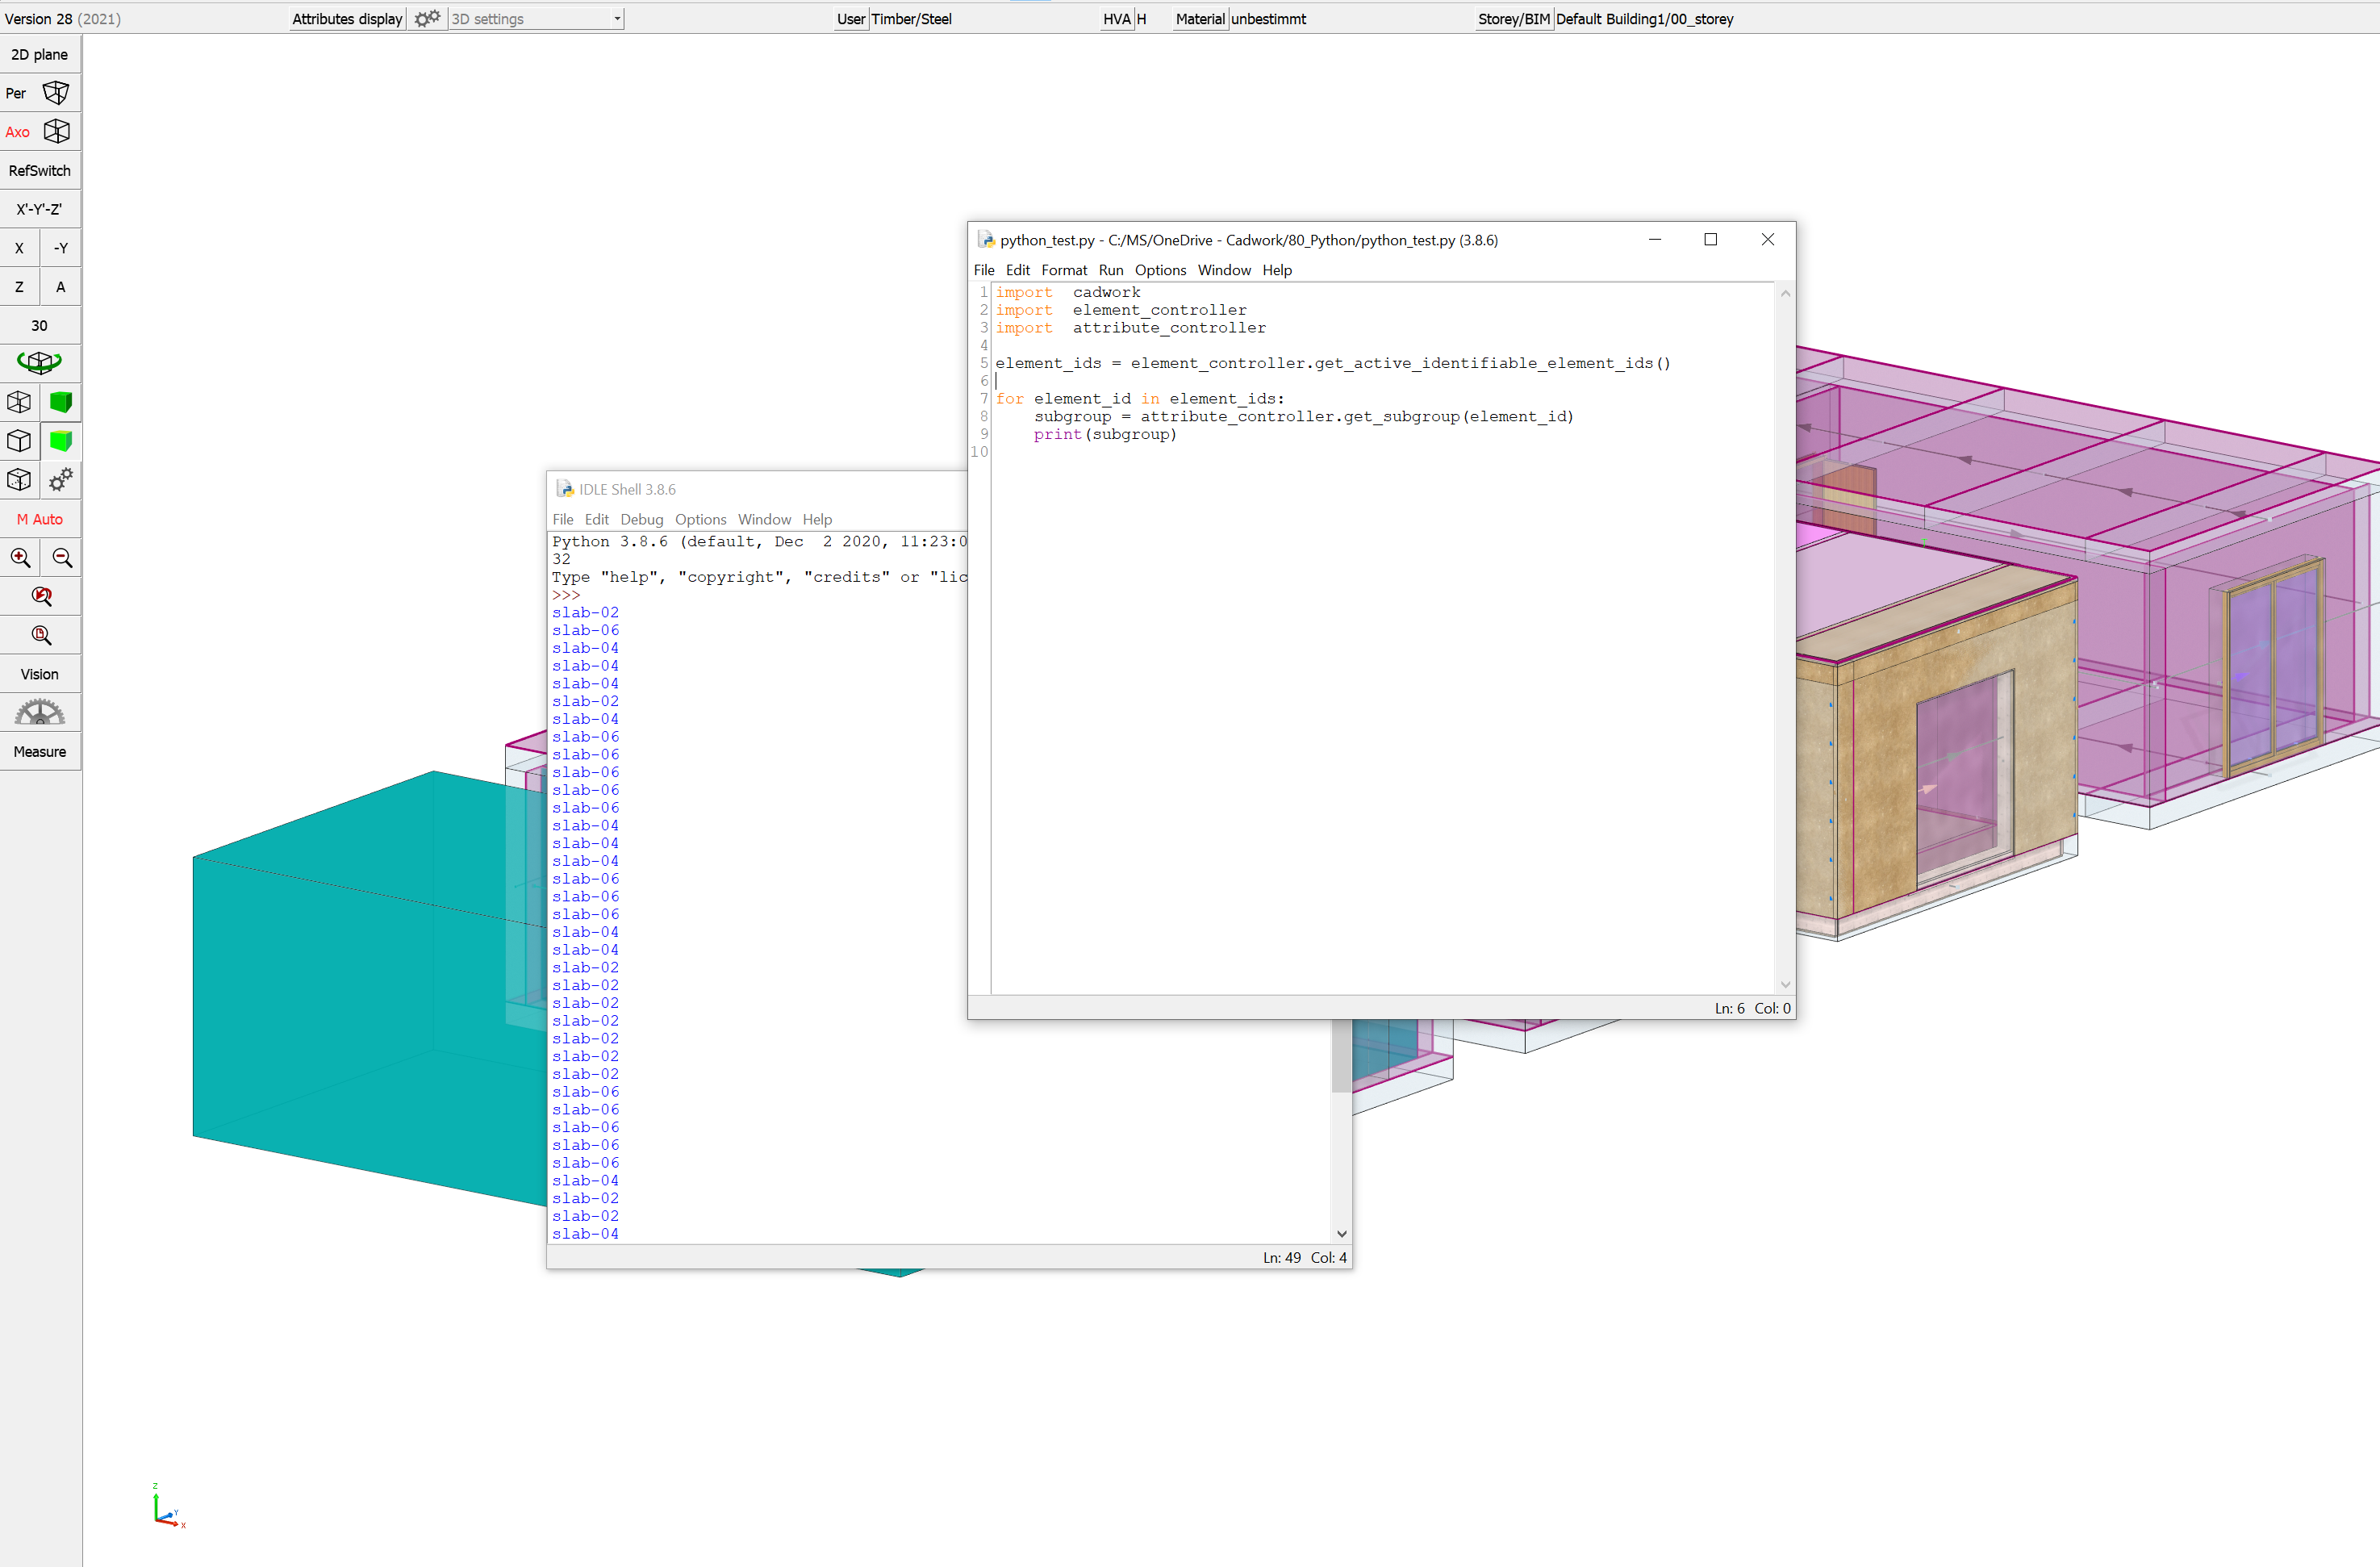 Version 28 (2021) Attributes display 3D settings User Timber/Steel HVA H Material unbestimmt Storey/BIM Default Building1/00_storey
2D plane
Per
Axo
RefSwitch
X'-Y'-Z'
X -Y
Z A
30
M Auto
Vision
Measure
python_test.py - C:/MS/OneDrive - Cadwork/80_Python/python_test.py (3.8.6)
File Edit Format Run Options Window Help
1 import  cadwork
2 import  element_controller
3 import  attribute_controller
4
5 element_ids = element_controller.get_active_identifiable_element_ids()
6
7 for element_id in element_ids:
8     subgroup = attribute_controller.get_subgroup(element_id)
9     print(subgroup)
10
Ln: 6 Col: 0
IDLE Shell 3.8.6
File Edit Debug Options Window Help
Python 3.8.6 (default, Dec  2 2020, 11:23:0
32
Type "help", "copyright", "credits" or "lic
>>>
slab-02
slab-06
slab-04
slab-04
slab-04
slab-02
slab-04
slab-06
slab-06
slab-06
slab-06
slab-06
slab-04
slab-04
slab-04
slab-06
slab-06
slab-06
slab-04
slab-04
slab-02
slab-02
slab-02
slab-02
slab-02
slab-02
slab-02
slab-06
slab-06
slab-06
slab-06
slab-06
slab-04
slab-02
slab-02
slab-04
Ln: 49 Col: 4
Z
Y
X